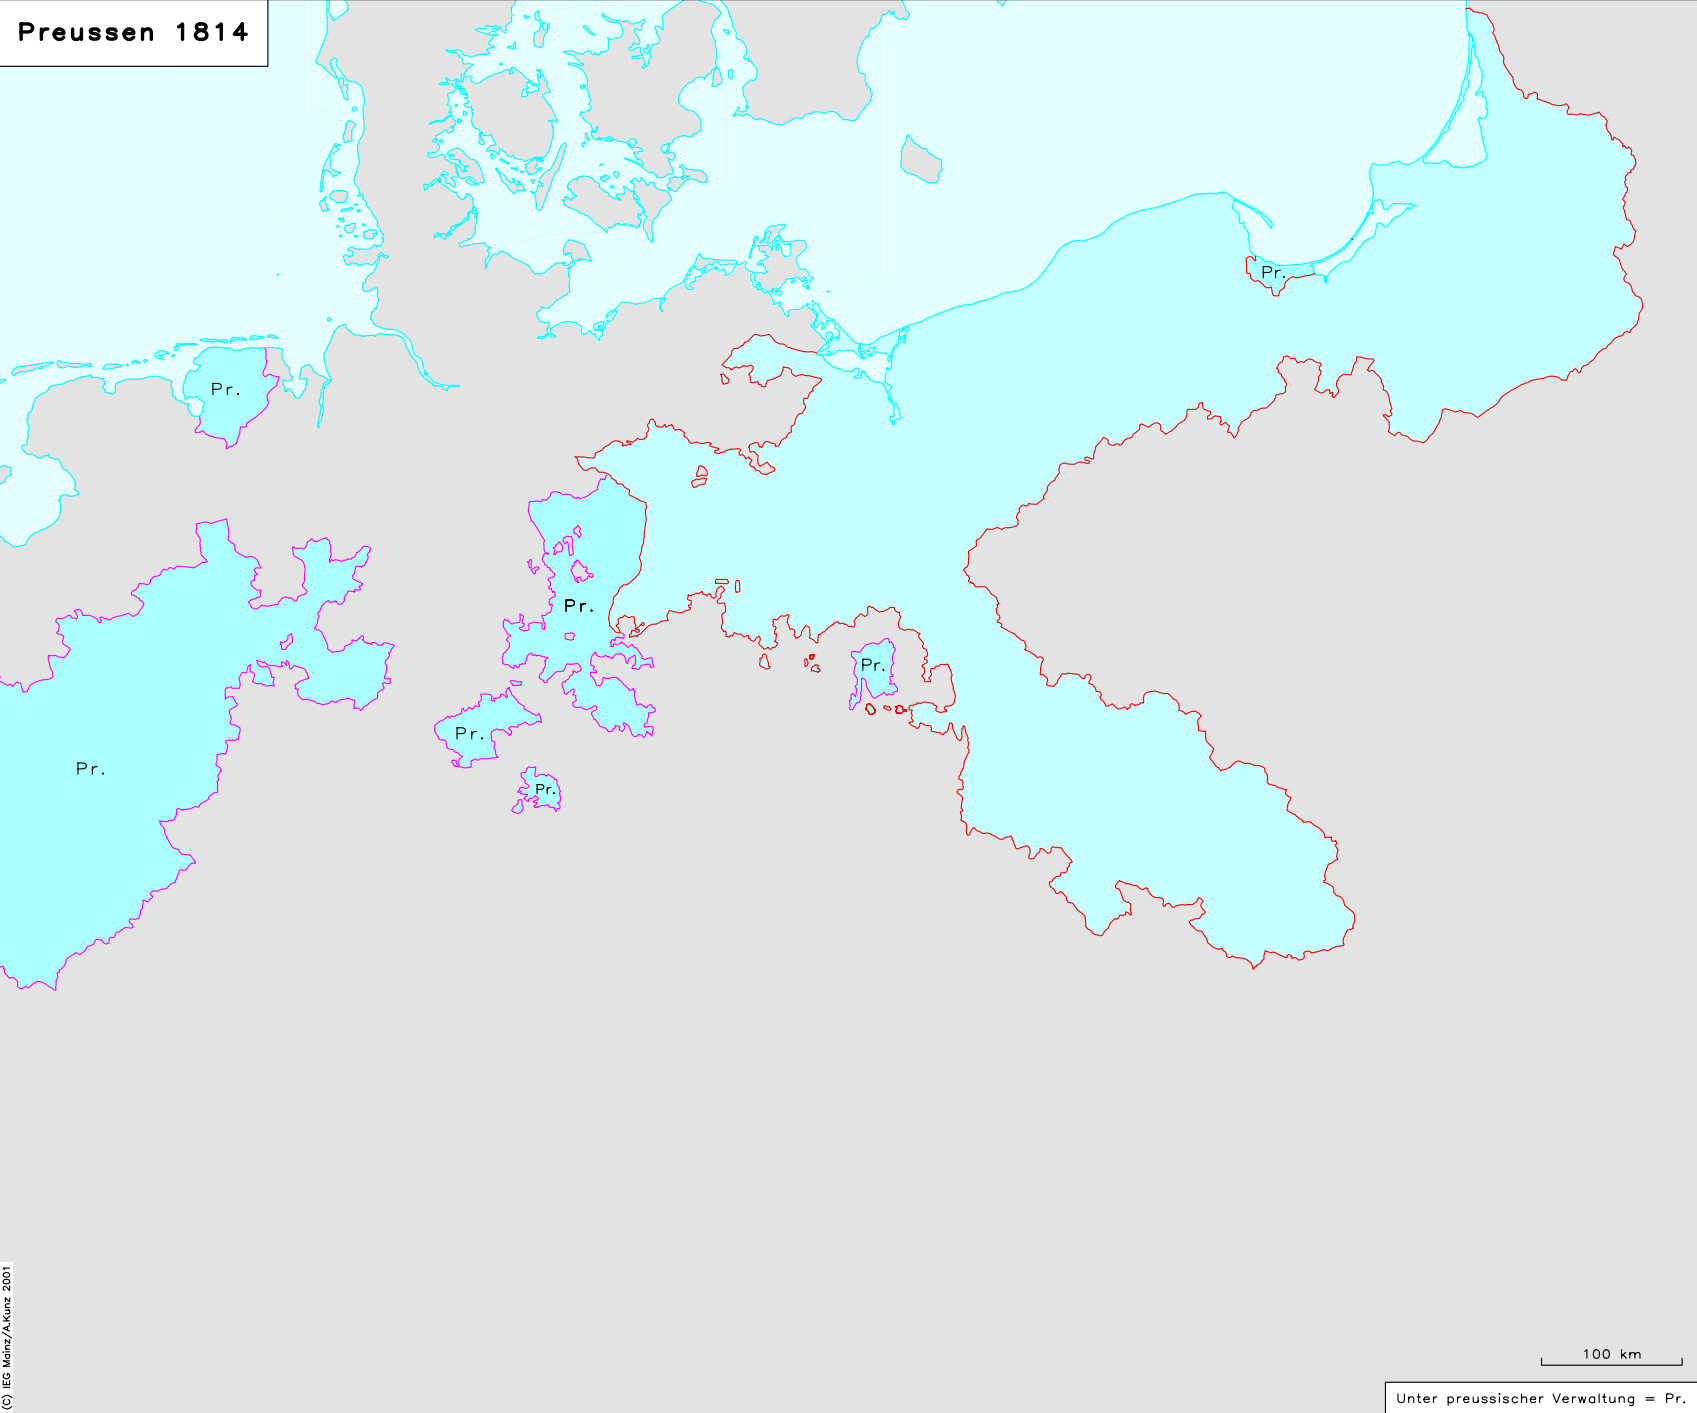 Preussen 1814
Pr.
Pr.
Pr.
Pr.
Pr.
Pr.
Pr.
100 km
Unter preussischer Verwaltung = Pr.
(C) IEG Mainz/A.Kunz 2001